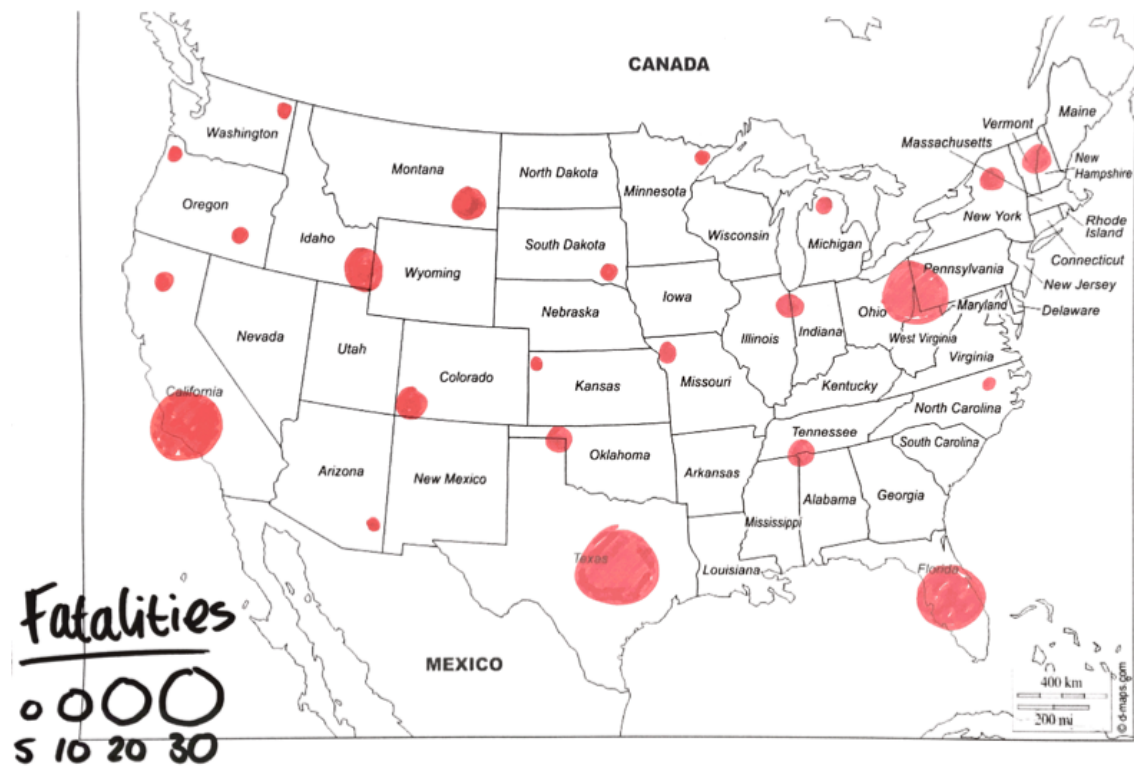 CANADA
Maine
Vermont
Massachusetts
Washington
Montana
North Dakota
Minnesota
New
Hampshire
Oregon
Idaho
South Dakota
Wisconsin
Michigan
New York
Rhode
Island
Wyoming
Pennsylvania
Connecticut
Iowa
Nebraska
New Jersey
Ohio
Maryland
Delaware
Nevada
Illinois
Indiana
West Virginia
Utah
Virginia
Colorado
Kansas
Missouri
Kentucky
California
North Carolina
Tennessee
South Carolina
Arizona
New Mexico
Oklahoma
Arkansas
Georgia
Alabama
Mississippi
Texas
Louisiana
Florida
Fatalities
MEXICO
400 km
200 mi
© d-maps.com
5 10 20 30